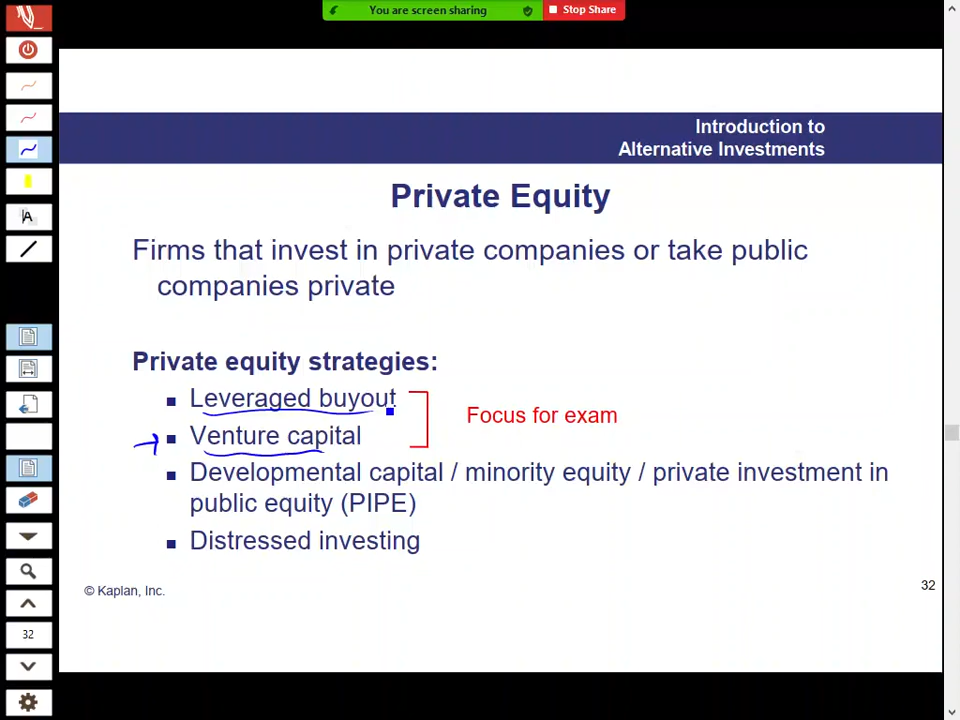 You are screen sharing
Stop Share
Introduction to
Alternative Investments
Private Equity
Firms that invest in private companies or take public
companies private
Private equity strategies:
Leveraged buyout
Venture capital
Focus for exam
Developmental capital / minority equity / private investment in
public equity (PIPE)
Distressed investing
© Kaplan, Inc.
32
A
32